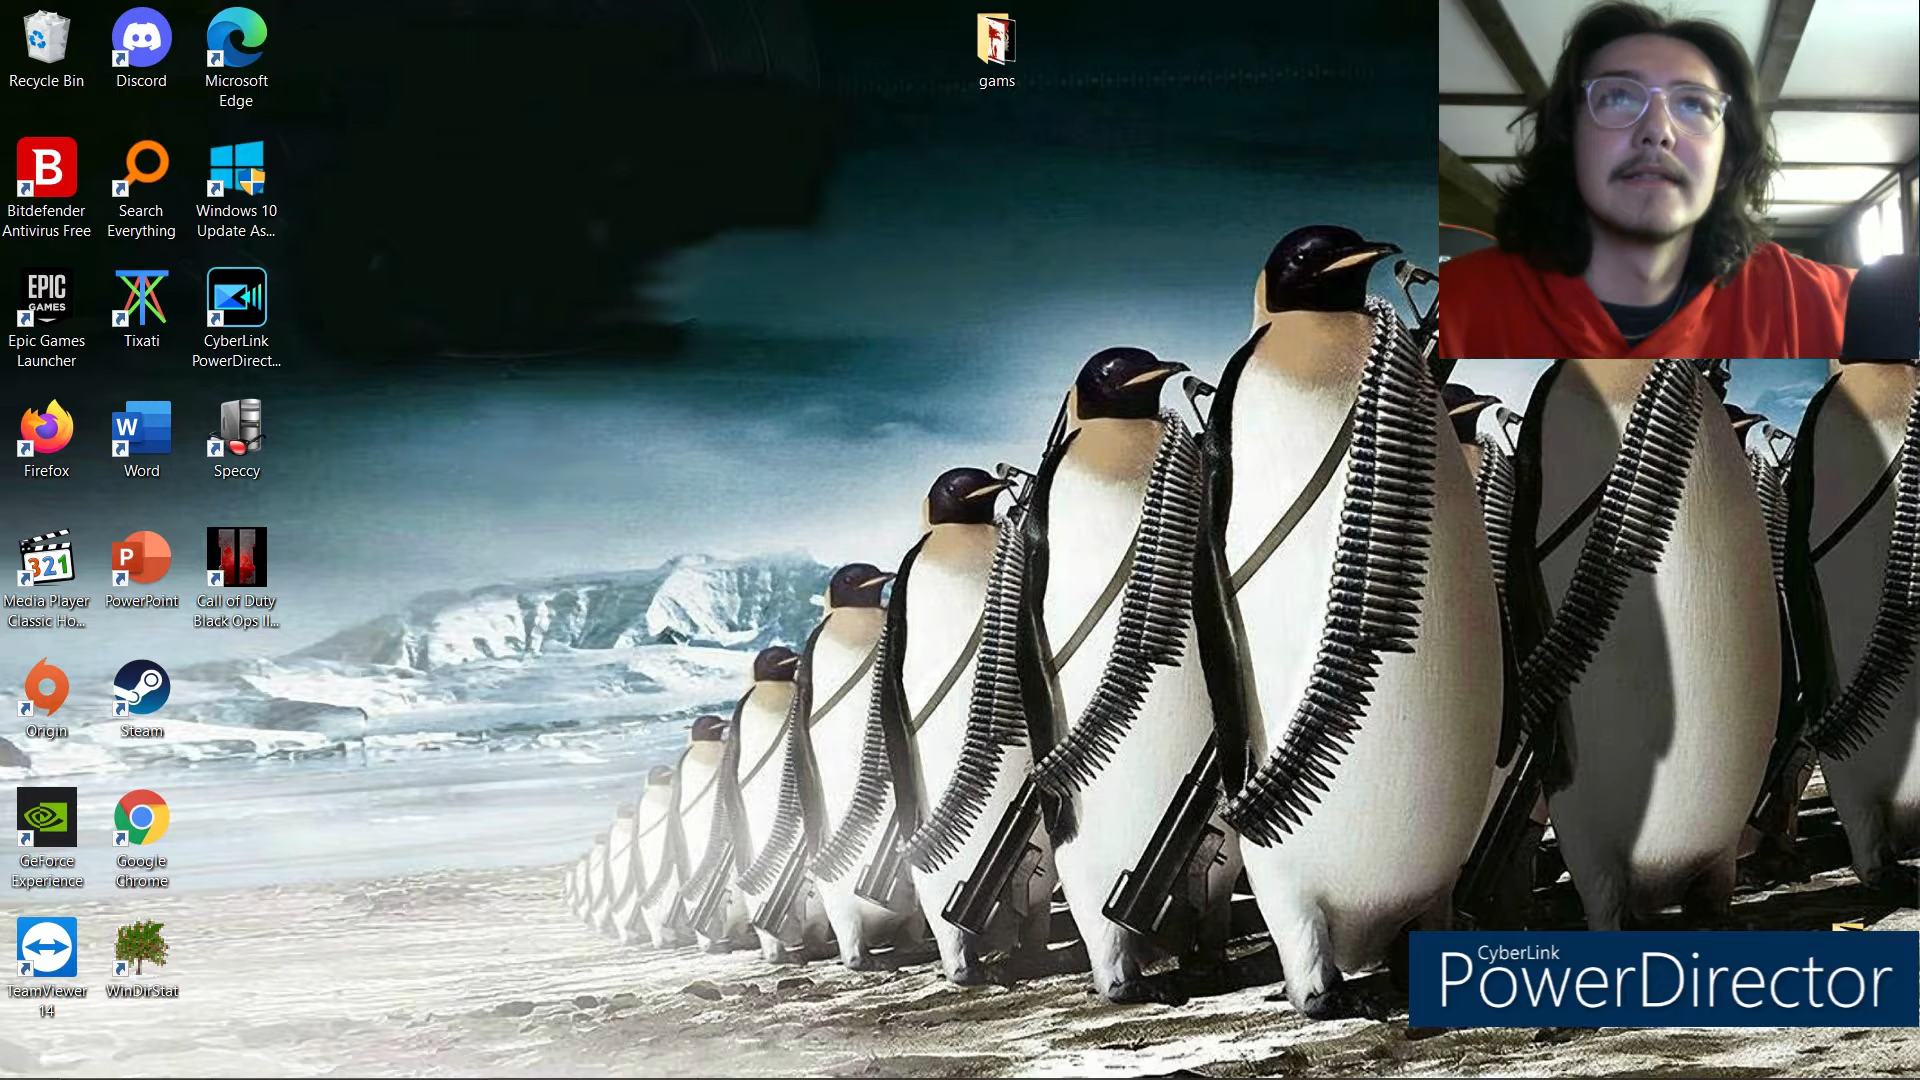 Recycle Bin
Discord
Microsoft
Edge
gams
B
Bitdefender
Antivirus Free
Search
Everything
Windows 10
Update As...
EPIC
GAMES
Epic Games
Launcher
Tixati
CyberLink
PowerDirect...
Firefox
W
Word
Speccy
321
Media Player
Classic Ho...
P
PowerPoint
II
Call of Duty
Black Ops II...
Origin
Steam
GeForce
Experience
Google
Chrome
TeamViewer
14
WinDirStat
CyberLink
PowerDirector